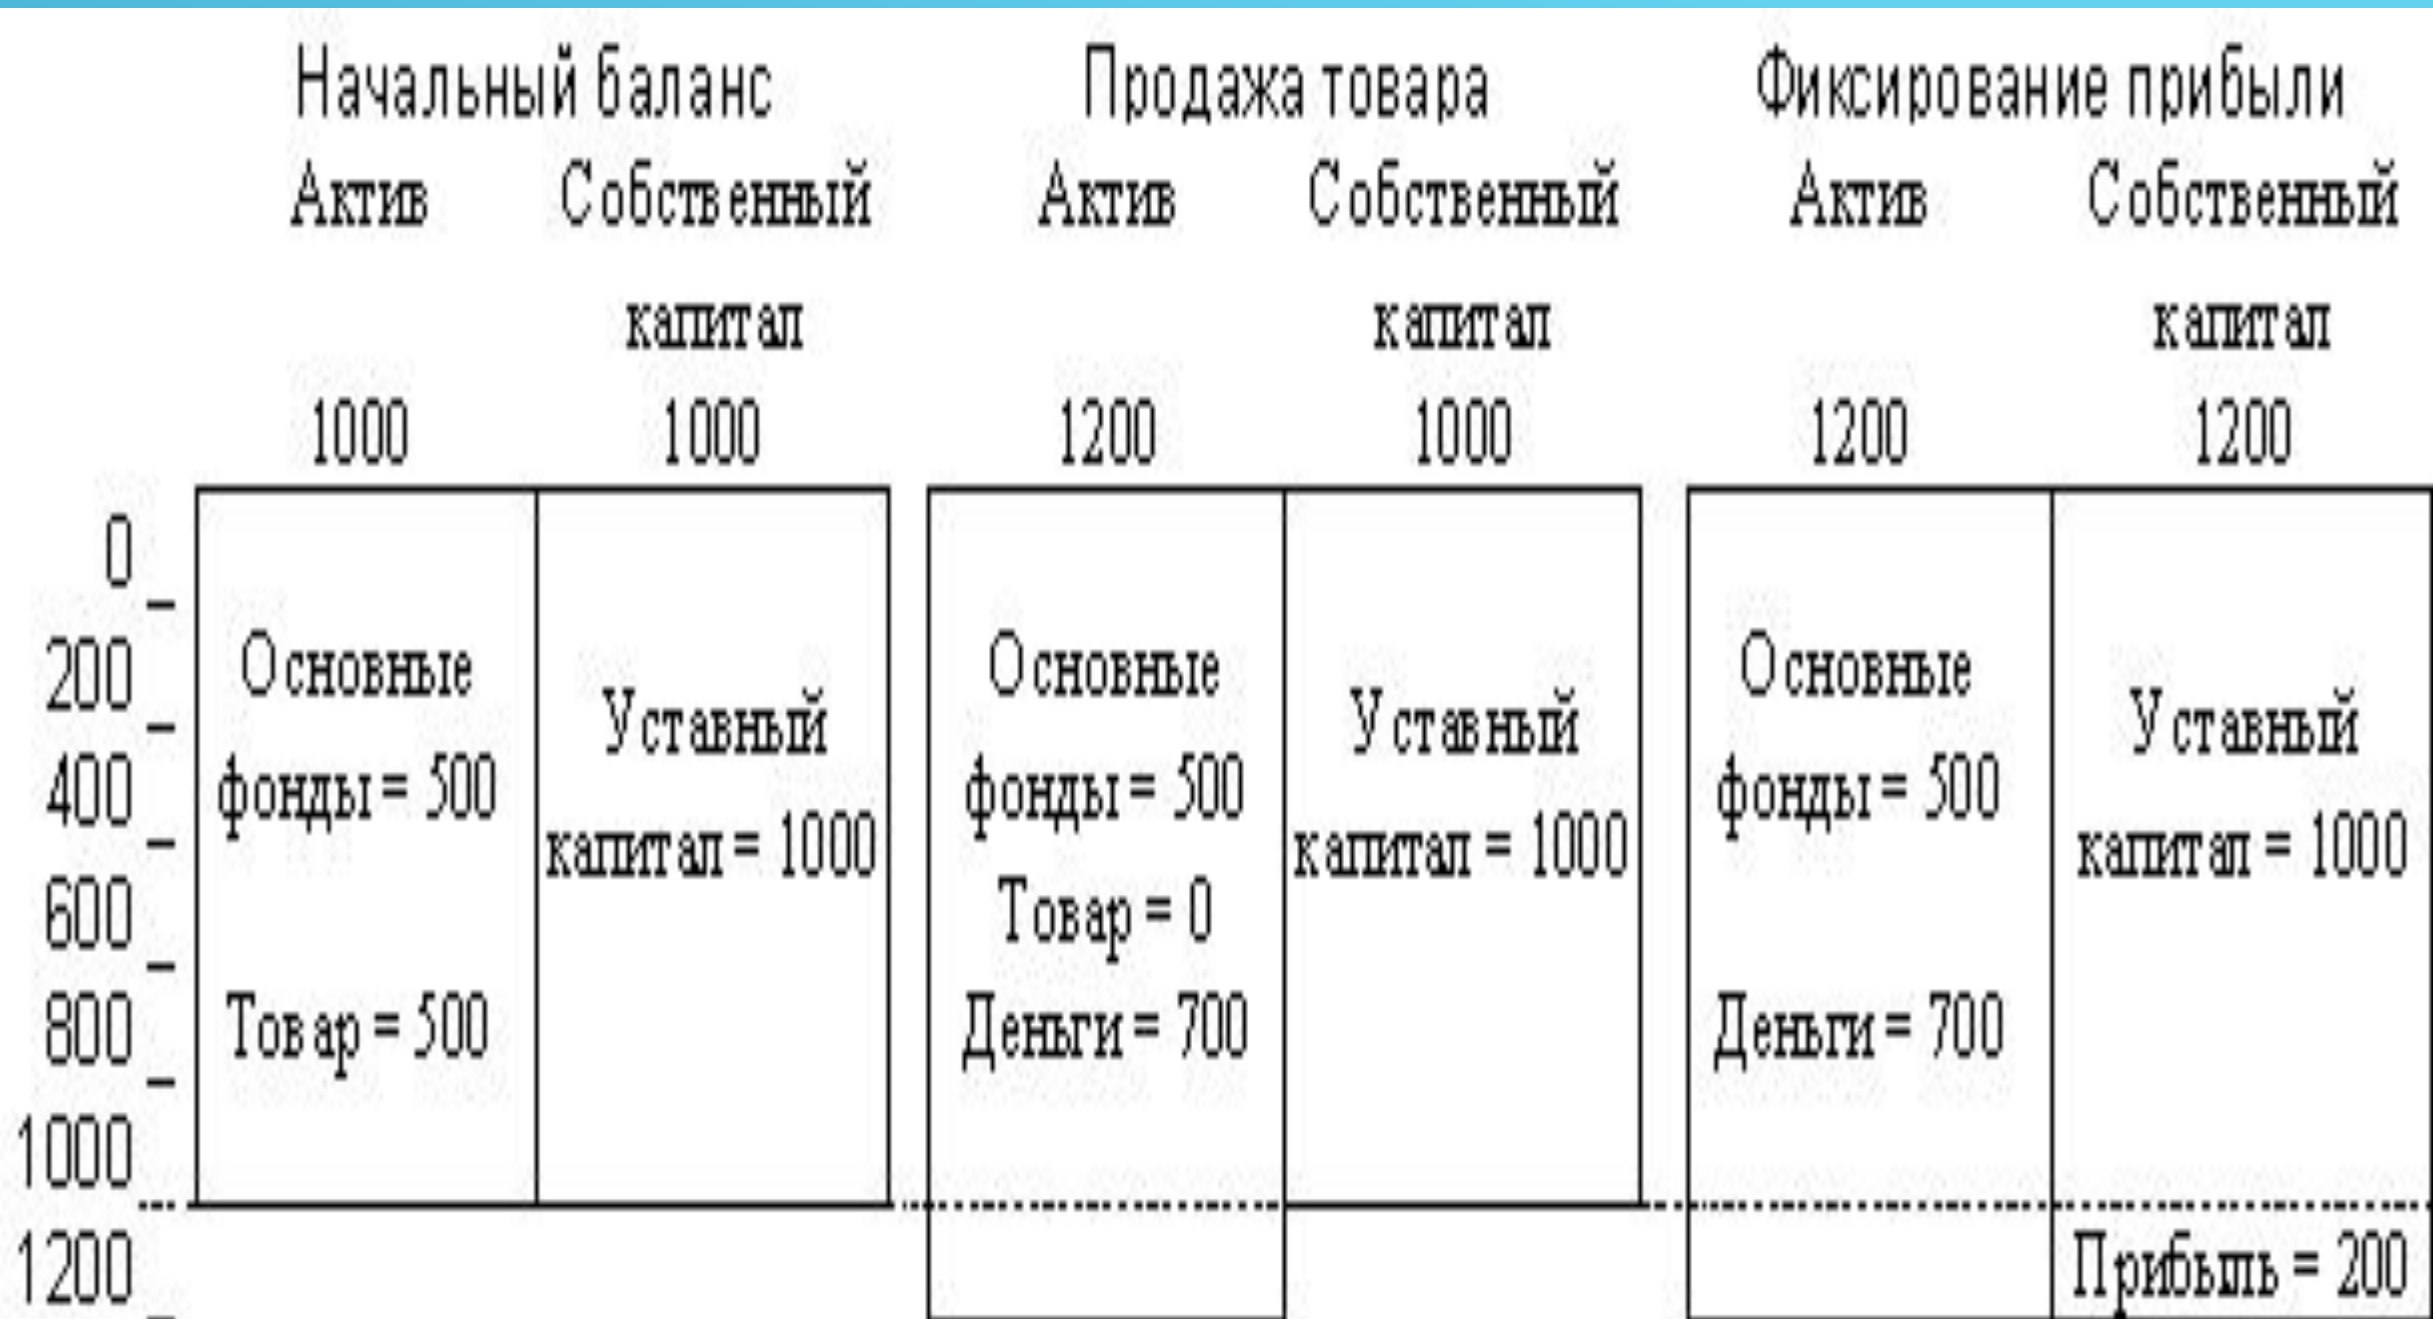 Начальный баланс Продажа товара Фиксирование прибыли
Актив Собственный Актив Собственный Актив Собственный
капитал капитал капитал
1000 1000 1200 1000 1200 1200
0
200 Основные Основные Основные
Уставный Уставный Уставный
400 фонды = 500 фонды = 500 фонды = 500
капитал = 1000 капитал = 1000 капитал = 1000
600 Товар = 0
800 Товар = 500 Деньги = 700 Деньги = 700
1000
1200 Прибыль = 200